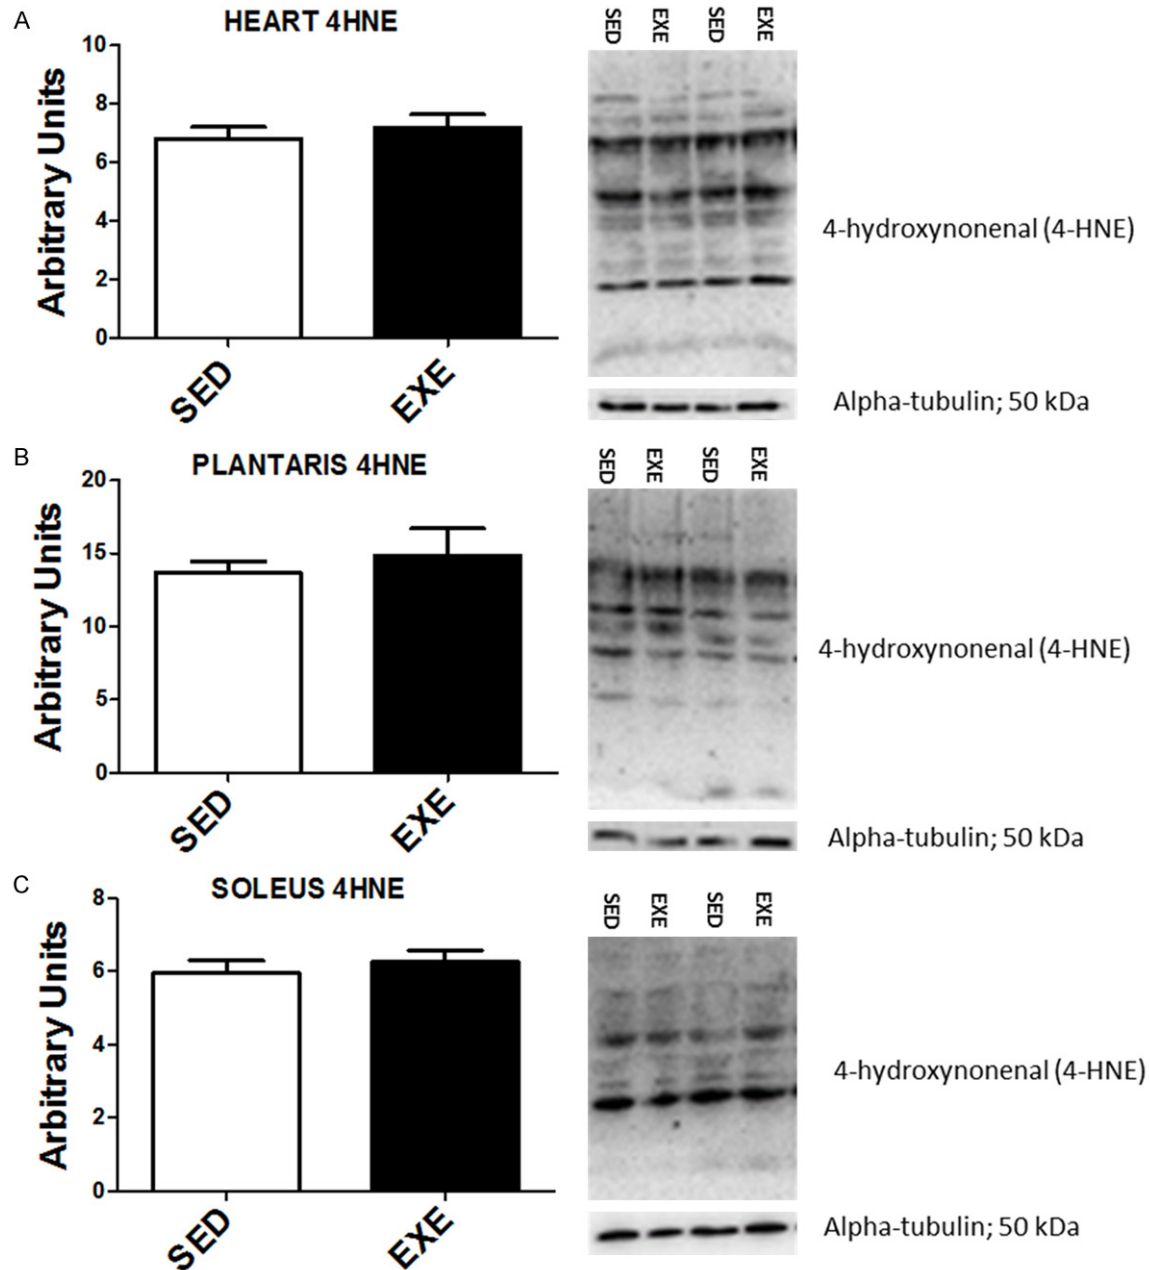 A
HEART 4HNE
SED EXE SED EXE
10
8
6
4
2
0
Arbitrary Units
SED EXE
4-hydroxynonenal (4-HNE)
Alpha-tubulin; 50 kDa
B
PLANTARIS 4HNE
SED EXE SED EXE
20
15
10
5
0
Arbitrary Units
SED EXE
4-hydroxynonenal (4-HNE)
Alpha-tubulin; 50 kDa
C
SOLEUS 4HNE
SED EXE SED EXE
8
6
4
2
0
Arbitrary Units
SED EXE
4-hydroxynonenal (4-HNE)
Alpha-tubulin; 50 kDa